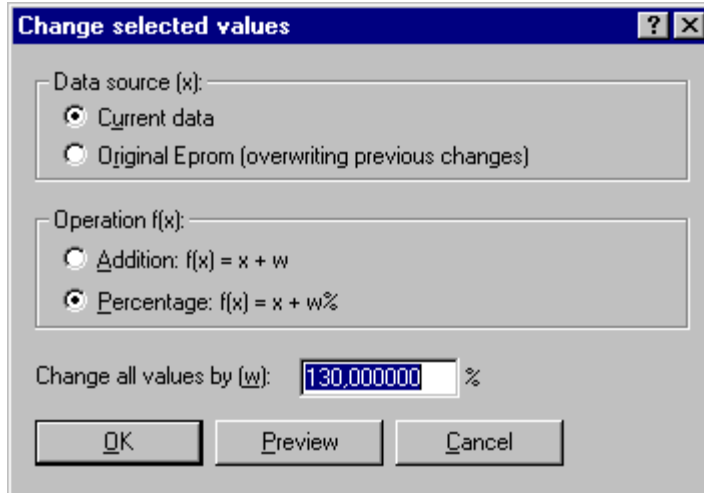 Change selected values
Data source (x):
Current data
Original Eprom (overwriting previous changes)
Operation f(x):
Addition: f(x) = x + w
Percentage: f(x) = x + w%
Change all values by (w): 130,000000 %
OK Preview Cancel